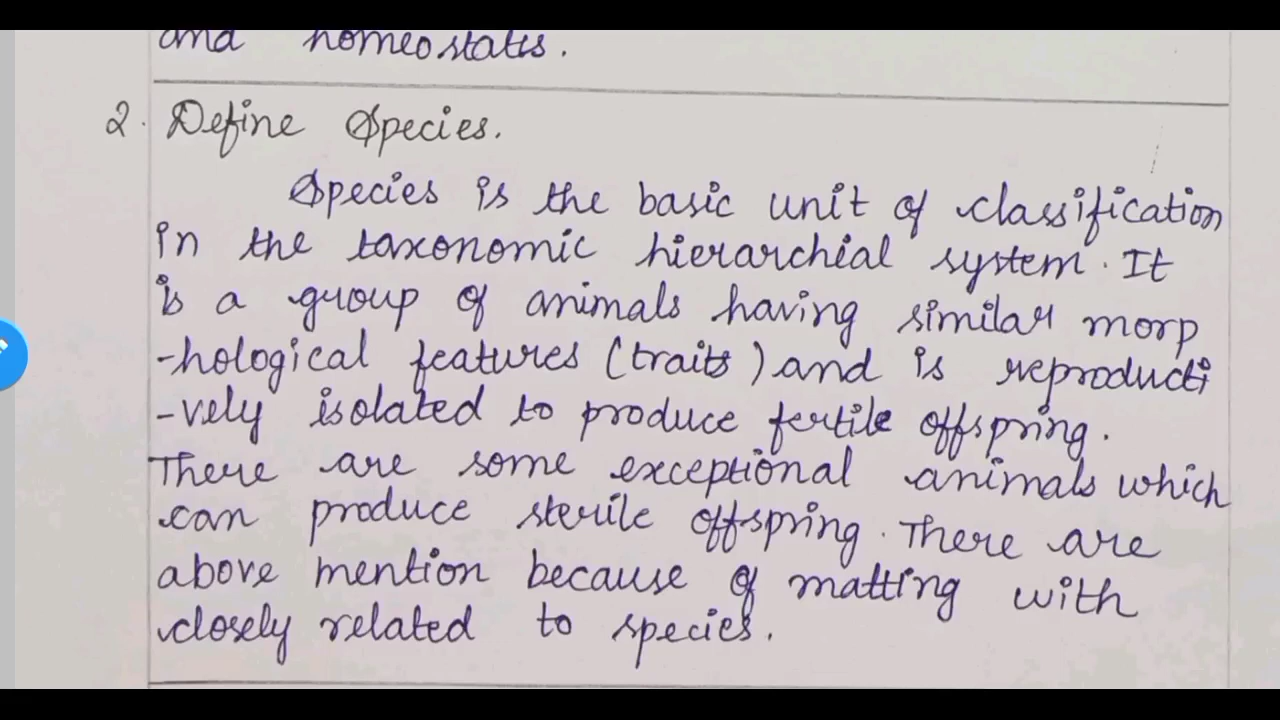 and homeostatis.
2. Define Species.
Species is the basic unit of classification
in the taxonomic hierarchial system. It
is a group of animals having similar morp
-hological features (traits) and is reproducti
-vely isolated to produce fertile offspring.
There are some exceptional animals which
can produce sterile offspring. There are
above mention because of matting with
closely related to species.